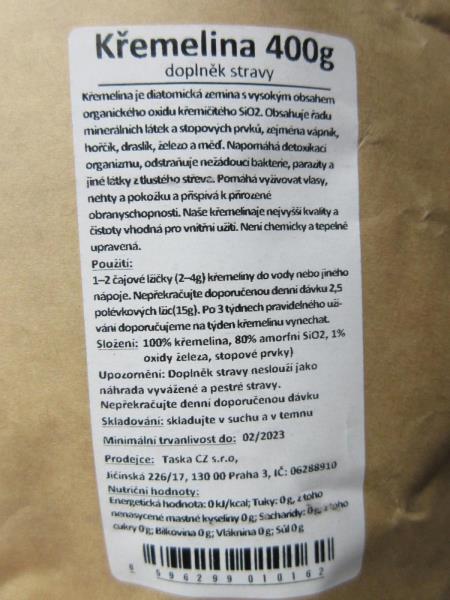 Křemelina 400g
doplněk stravy
Křemelina je diatomická zemina s vysokým obsahem
organického oxidu křemičitého SiO2. Obsahuje řadu
minerálních látek a stopových prvků, zejména vápník,
hořčík, draslík, železo a měď. Napomáhá detoxikaci
organizmu, odstraňuje nežádoucí bakterie, parazity a
jiné látky z tlustého střeva. Pomáhá vyživovat vlasy,
nehty a pokožku a přispívá k přirozené
obranyschopnosti. Naše křemelina je nejvyšší kvality a
čistoty vhodná pro vnitřní užití. Není chemicky a tepelně
upravená.
Použití:
1–2 čajové lžičky (2–4g) křemeliny do vody nebo jiného
nápoje. Nepřekračujte doporučenou denní dávku 2,5
polévkových lžic(15g). Po 3 týdnech pravidelného uží-
vání doporučujeme na týden křemelinu vynechat.
Složení: 100% křemelina, 80% amorfní SiO2, 1%
oxidy železa, stopové prvky)
Upozornění: Doplněk stravy neslouží jako
náhrada vyvážené a pestré stravy.
Nepřekračujte denní doporučenou dávku
Skladování: skladujte v suchu a v temnu
Minimální trvanlivost do: 02/2023
Prodejce: Taska CZ s.r.o,
Jičínská 226/17, 130 00 Praha 3, IČ: 06288910
Nutriční hodnoty:
Energetická hodnota: 0 kJ/kcal; Tuky: 0 g, z toho
nenasycené mastné kyseliny 0 g; Sacharidy: 0 g, z toho
cukry 0 g; Bílkovina 0 g; Vláknina 0 g; Sůl 0 g
8 596299 010162